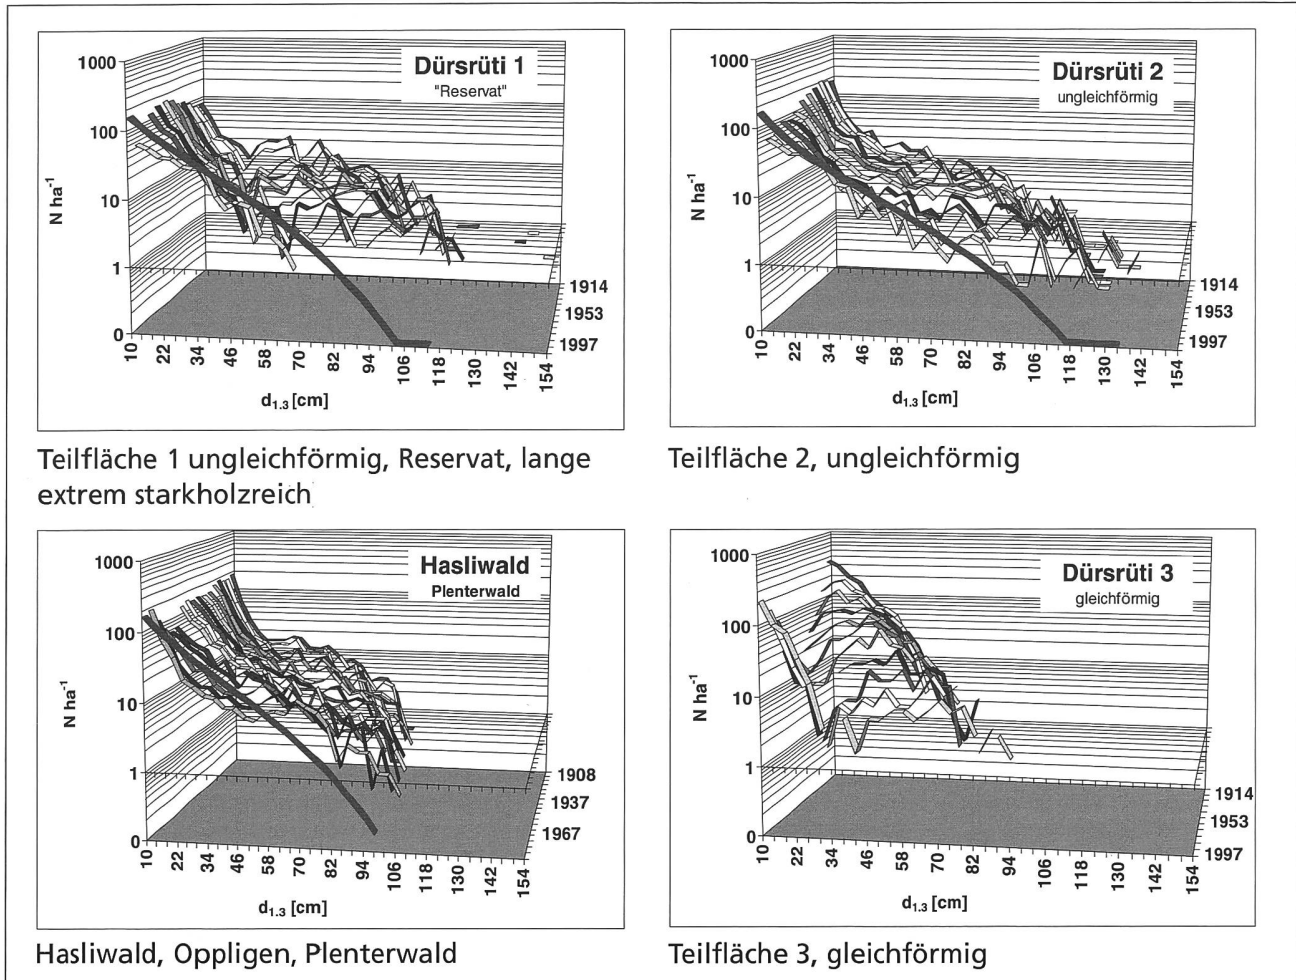 Dürsrüti 1
"Reservat"
1000
100
10
1
0
N ha-1
10 22 34 46 58 70 82 94 106 118 130 142 154
d1.3 [cm]
1914
1953
1997
Teilfläche 1 ungleichförmig, Reservat, lange
extrem starkholzreich
Dürsrüti 2
ungleichförmig
1000
100
10
1
0
N ha-1
10 22 34 46 58 70 82 94 106 118 130 142 154
d1.3 [cm]
1914
1953
1997
Teilfläche 2, ungleichförmig
Hasliwald
Plenterwald
1000
100
10
1
0
N ha-1
10 22 34 46 58 70 82 94 106 118 130 142 154
d1.3 [cm]
1908
1937
1967
Hasliwald, Oppligen, Plenterwald
Dürsrüti 3
gleichförmig
1000
100
10
1
0
N ha-1
10 22 34 46 58 70 82 94 106 118 130 142 154
d1.3 [cm]
1914
1953
1997
Teilfläche 3, gleichförmig